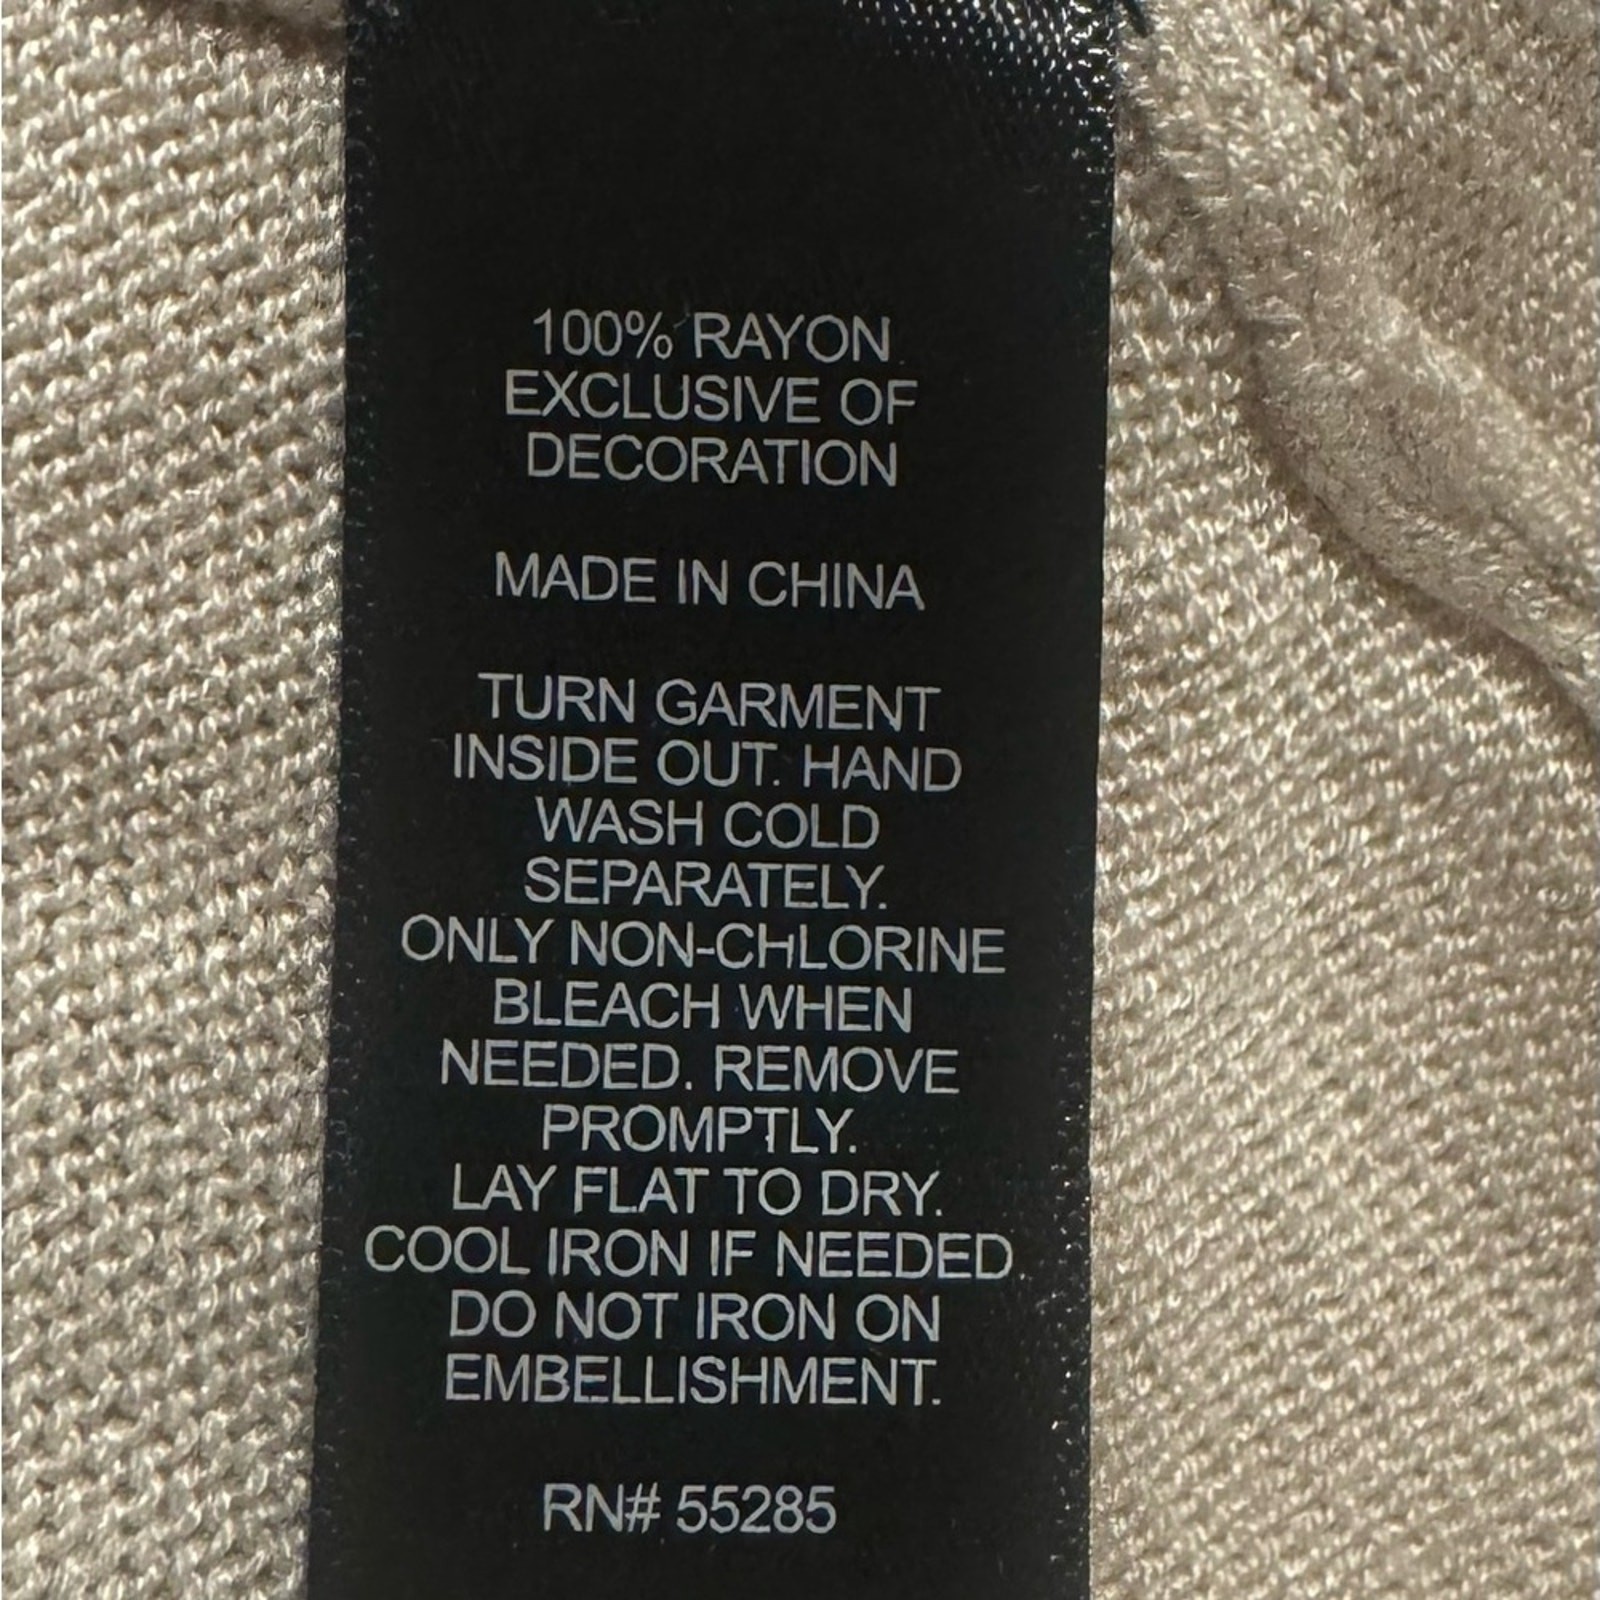 100% RAYON
EXCLUSIVE OF
DECORATION
MADE IN CHINA
TURN GARMENT
INSIDE OUT. HAND
WASH COLD
SEPARATELY.
ONLY NON-CHLORINE
BLEACH WHEN
NEEDED. REMOVE
PROMPTLY.
LAY FLAT TO DRY.
COOL IRON IF NEEDED
DO NOT IRON ON
EMBELLISHMENT.
RN# 55285